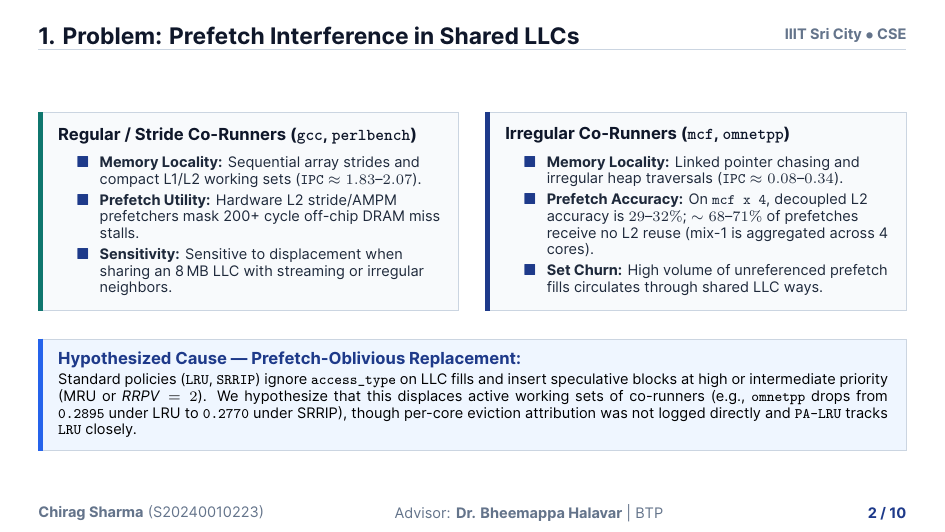 1. Problem: Prefetch Interference in Shared LLCs
IIIT Sri City ● CSE
Regular / Stride Co-Runners (gcc, perlbench)
■ Memory Locality: Sequential array strides and
compact L1/L2 working sets (IPC ≈ 1.83–2.07).
■ Prefetch Utility: Hardware L2 stride/AMPM
prefetchers mask 200+ cycle off-chip DRAM miss
stalls.
■ Sensitivity: Sensitive to displacement when
sharing an 8 MB LLC with streaming or irregular
neighbors.
Irregular Co-Runners (mcf, omnetpp)
■ Memory Locality: Linked pointer chasing and
irregular heap traversals (IPC ≈ 0.08–0.34).
■ Prefetch Accuracy: On mcf x 4, decoupled L2
accuracy is 29–32%; ∼ 68–71% of prefetches
receive no L2 reuse (mix-1 is aggregated across 4
cores).
■ Set Churn: High volume of unreferenced prefetch
fills circulates through shared LLC ways.
Hypothesized Cause — Prefetch-Oblivious Replacement:
Standard policies (LRU, SRRIP) ignore access_type on LLC fills and insert speculative blocks at high or intermediate priority
(MRU or RRPV = 2). We hypothesize that this displaces active working sets of co-runners (e.g., omnetpp drops from
0.2895 under LRU to 0.2770 under SRRIP), though per-core eviction attribution was not logged directly and PA-LRU tracks
LRU closely.
Chirag Sharma (S20240010223)
Advisor: Dr. Bheemappa Halavar | BTP
2 / 10